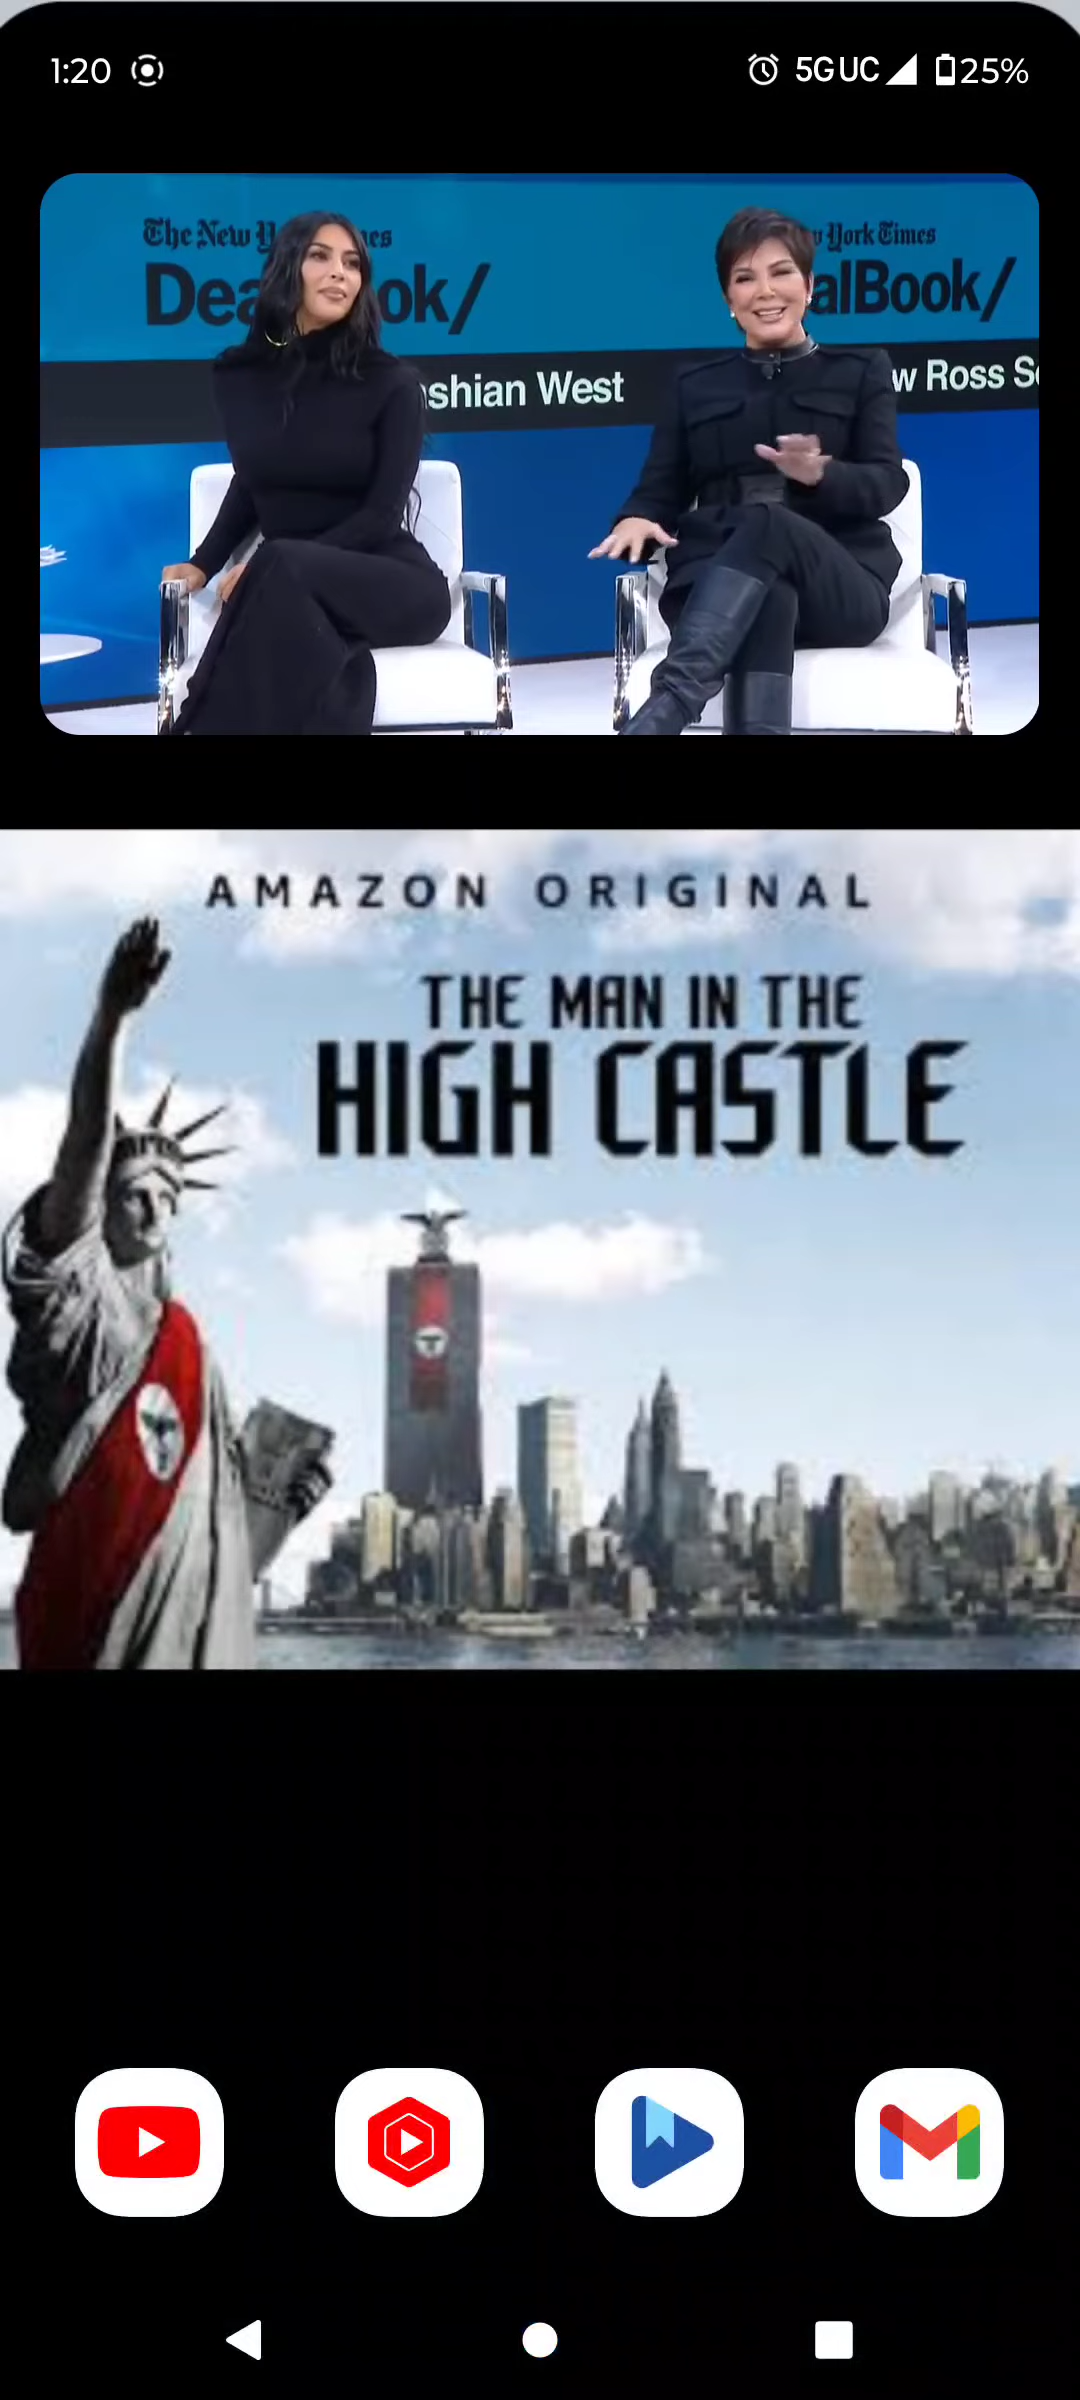 1:20
5G UC 25%
The New
Dea ok/
York Times
alBook/
shian West
w Ross
AMAZON ORIGINAL
THE MAN IN THE
HIGH CASTLE